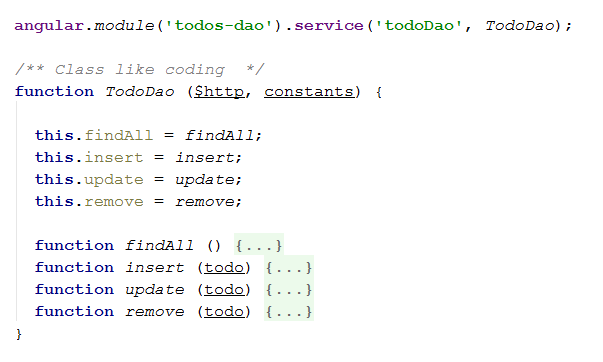 angular.module('todos-dao').service('todoDao', TodoDao);
/** Class like coding  */
function TodoDao ($http, constants) {
this.findAll = findAll;
this.insert = insert;
this.update = update;
this.remove = remove;
function findAll () {...}
function insert (todo) {...}
function update (todo) {...}
function remove (todo) {...}
}